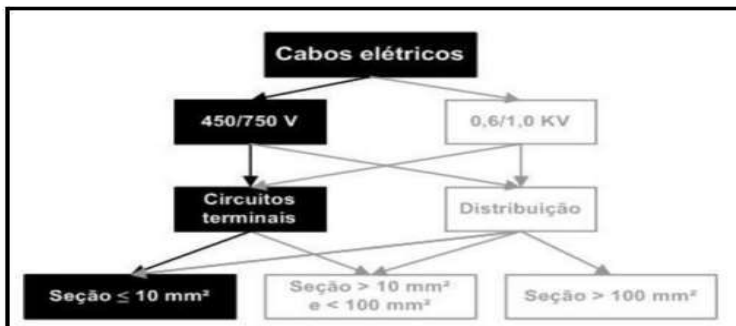 Cabos elétricos
450/750 V
0,6/1,0 KV
Circuitos
terminais
Distribuição
Seção ≤ 10 mm²
Seção > 10 mm²
e < 100 mm²
Seção > 100 mm²